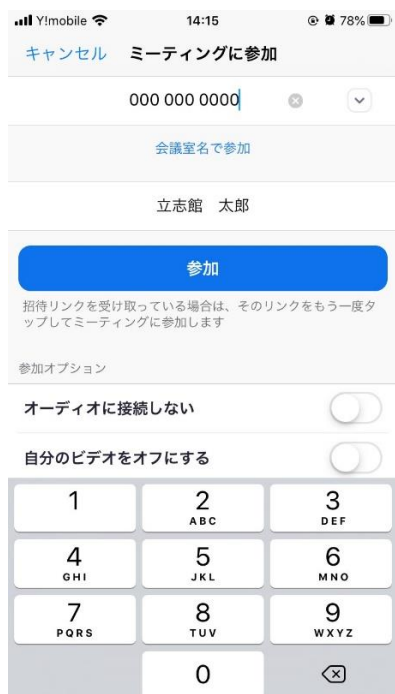 Y!mobile 14:15 78%
キャンセル ミーティングに参加
000 000 0000
会議室名で参加
立志館 太郎
参加
招待リンクを受け取っている場合は、そのリンクをもう一度タ
ップしてミーティングに参加します
参加オプション
オーディオに接続しない
自分のビデオをオフにする
1 2 3
ABC DEF
4 5 6
GHI JKL MNO
7 8 9
PQRS TUV WXYZ
0